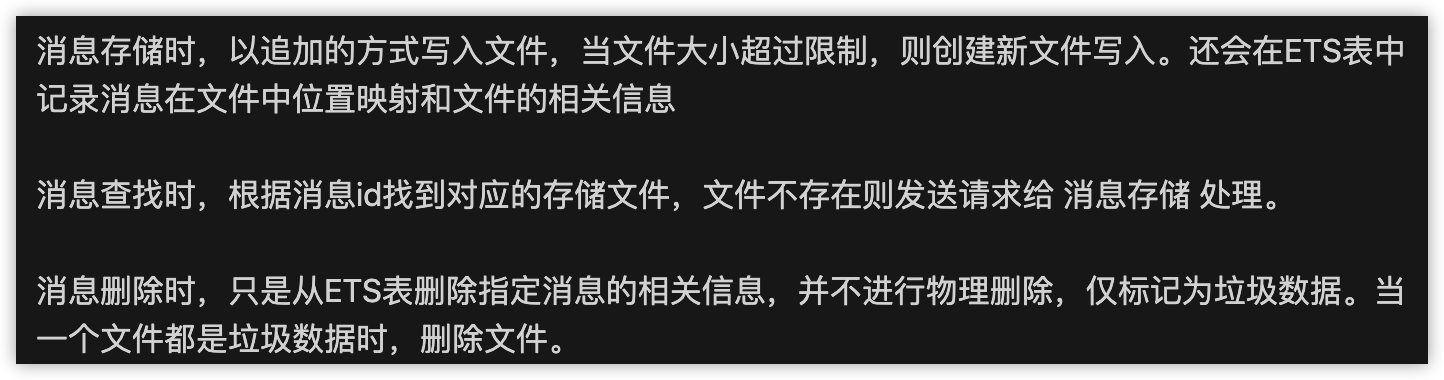 消息存储时，以追加的方式写入文件，当文件大小超过限制，则创建新文件写入。还会在ETS表中
记录消息在文件中位置映射和文件的相关信息
消息查找时，根据消息id找到对应的存储文件，文件不存在则发送请求给 消息存储 处理。
消息删除时，只是从ETS表删除指定消息的相关信息，并不进行物理删除，仅标记为垃圾数据。当
一个文件都是垃圾数据时，删除文件。